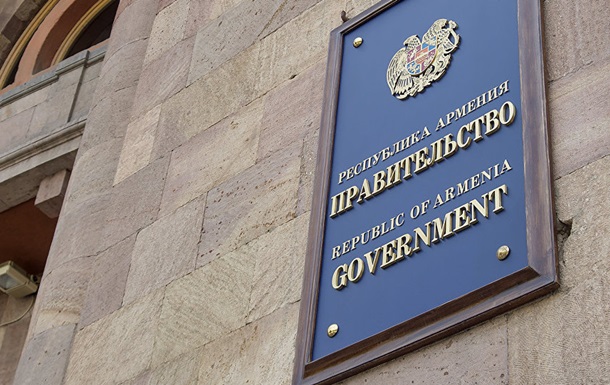 РЕСПУБЛИКА АРМЕНИЯ
ПРАВИТЕЛЬСТВО
REPUBLIC OF ARMENIA
GOVERNMENT